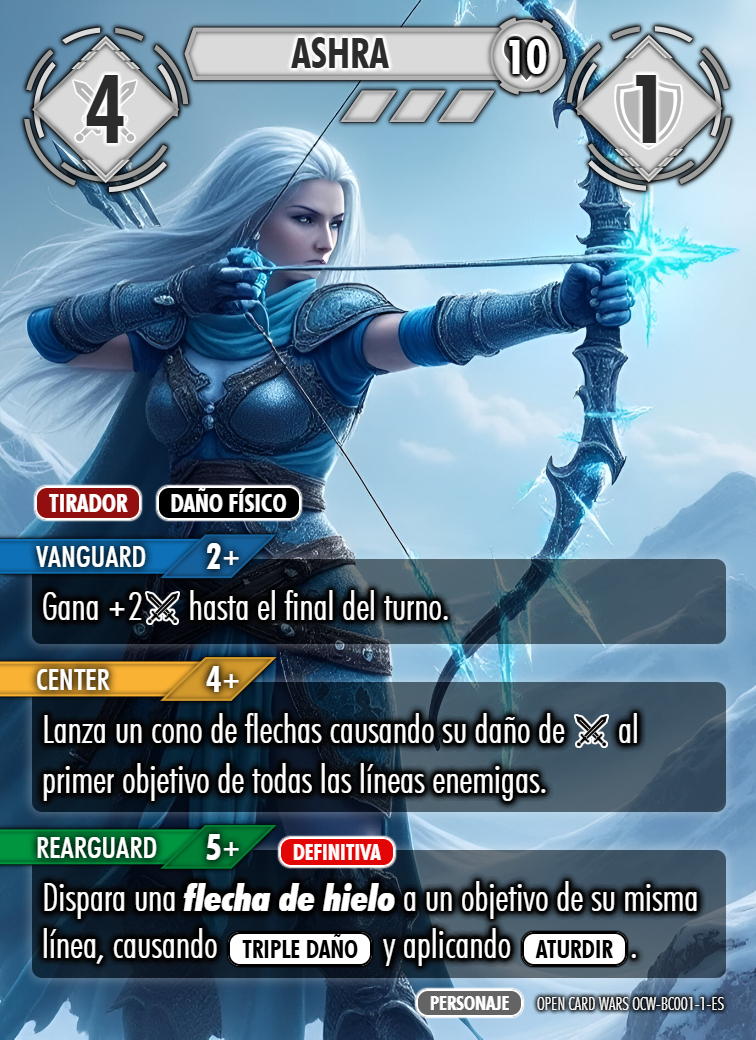 4
ASHRA
10
1
TIRADOR DAÑO FÍSICO
VANGUARD 2+
Gana +2 hasta el final del turno.
CENTER 4+
Lanza un cono de flechas causando su daño de al
primer objetivo de todas las líneas enemigas.
REARGUARD 5+ DEFINITIVA
Dispara una flecha de hielo a un objetivo de su misma
línea, causando TRIPLE DAÑO y aplicando ATURDIR.
PERSONAJE OPEN CARD WARS OCW-BC001-1-ES